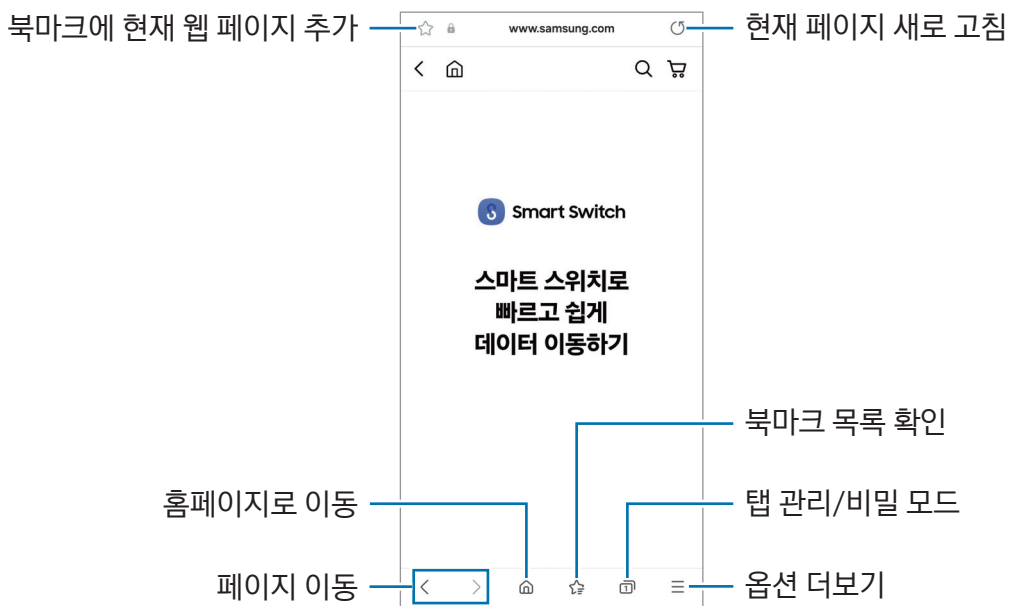 북마크에 현재 웹 페이지 추가
www.samsung.com
현재 페이지 새로 고침
Smart Switch
스마트 스위치로
빠르고 쉽게
데이터 이동하기
북마크 목록 확인
홈페이지로 이동
탭 관리/비밀 모드
1
페이지 이동
옵션 더보기